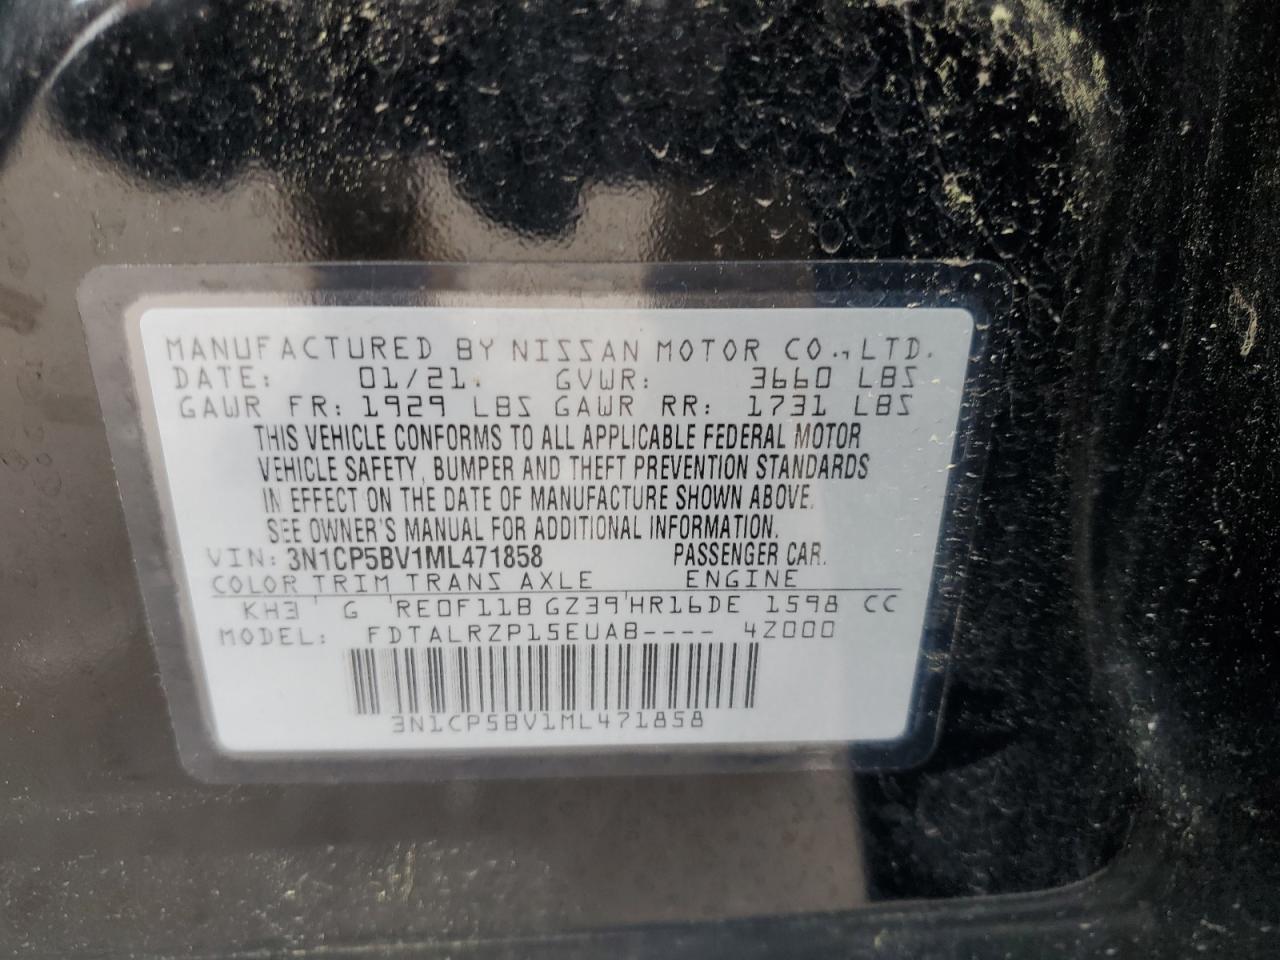 MANUFACTURED BY NISSAN MOTOR CO., LTD.
DATE: 01/21 GVWR: 3660 LBS
GAWR FR: 1929 LBS GAWR RR: 1731 LBS
THIS VEHICLE CONFORMS TO ALL APPLICABLE FEDERAL MOTOR
VEHICLE SAFETY, BUMPER AND THEFT PREVENTION STANDARDS
IN EFFECT ON THE DATE OF MANUFACTURE SHOWN ABOVE.
SEE OWNER'S MANUAL FOR ADDITIONAL INFORMATION.
VIN: 3N1CP5BV1ML471858 PASSENGER CAR.
COLOR TRIM TRANS AXLE ENGINE
KH3 G RE0F11B GZ39 HR16DE 1598 CC
MODEL: FDTALRZP15EUAB---- 4Z000
3N1CP5BV1ML471858